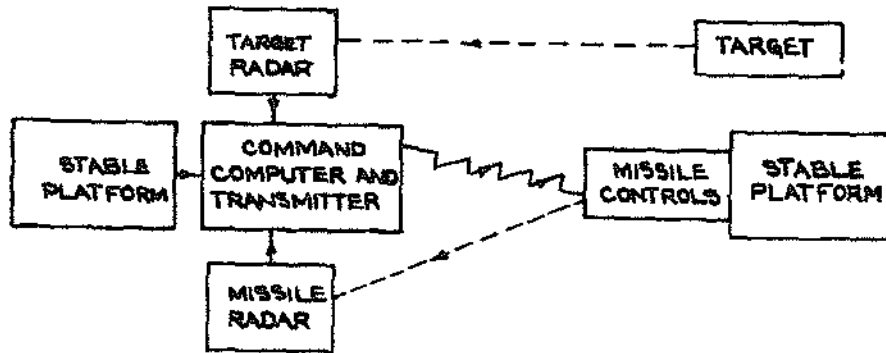 TARGET
RADAR
TARGET
STABLE
PLATFORM
COMMAND
COMPUTER AND
TRANSMITTER
MISSILE
CONTROLS
STABLE
PLATFORM
MISSILE
RADAR